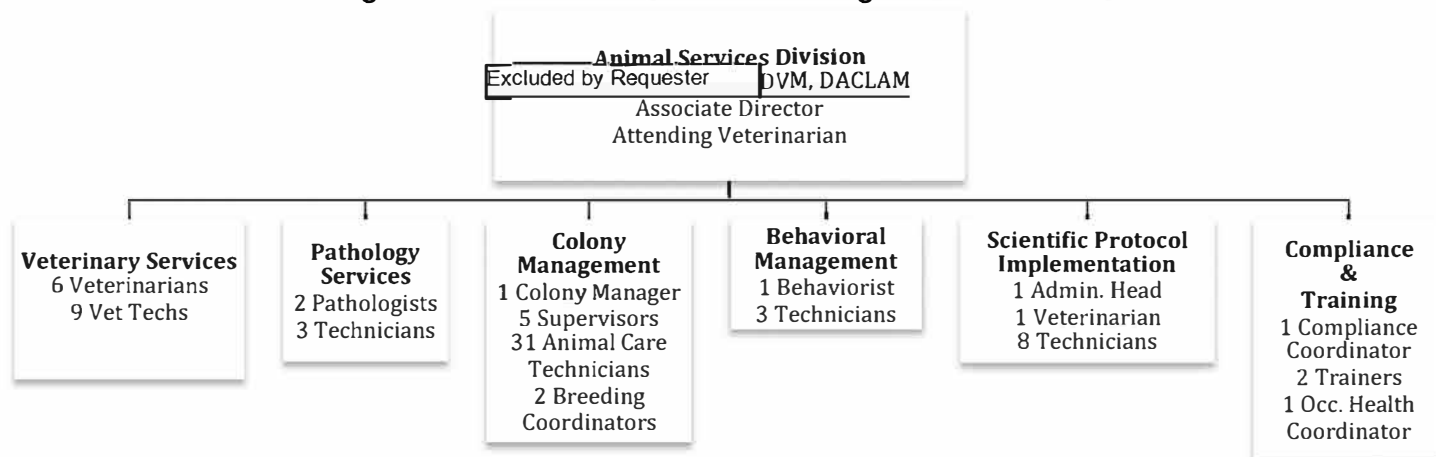 Animal Services Division
Excluded by Requester DVM, DACLAM
Associate Director
Attending Veterinarian
Veterinary Services
6 Veterinarians
9 Vet Techs
Pathology
Services
2 Pathologists
3 Technicians
Colony
Management
1 Colony Manager
5 Supervisors
31 Animal Care
Technicians
2 Breeding
Coordinators
Behavioral
Management
1 Behaviorist
3 Technicians
Scientific Protocol
Implementation
1 Admin. Head
1 Veterinarian
8 Technicians
Compliance
&
Training
1 Compliance
Coordinator
2 Trainers
1 Occ. Health
Coordinator